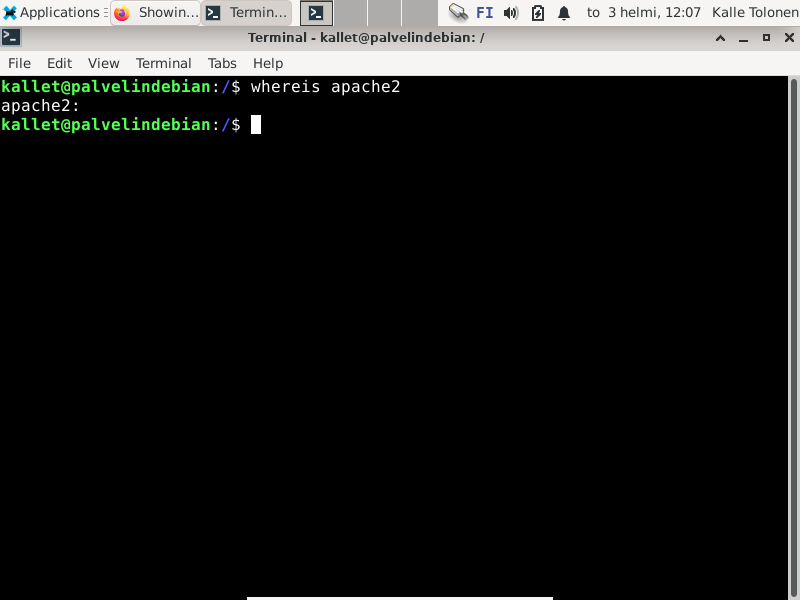 Applications Showin... Termin... FI to 3 helmi, 12:07 Kalle Tolonen
Terminal - kallet@palvelindebian: /
File Edit View Terminal Tabs Help
kallet@palvelindebian:/$ whereis apache2
apache2:
kallet@palvelindebian:/$